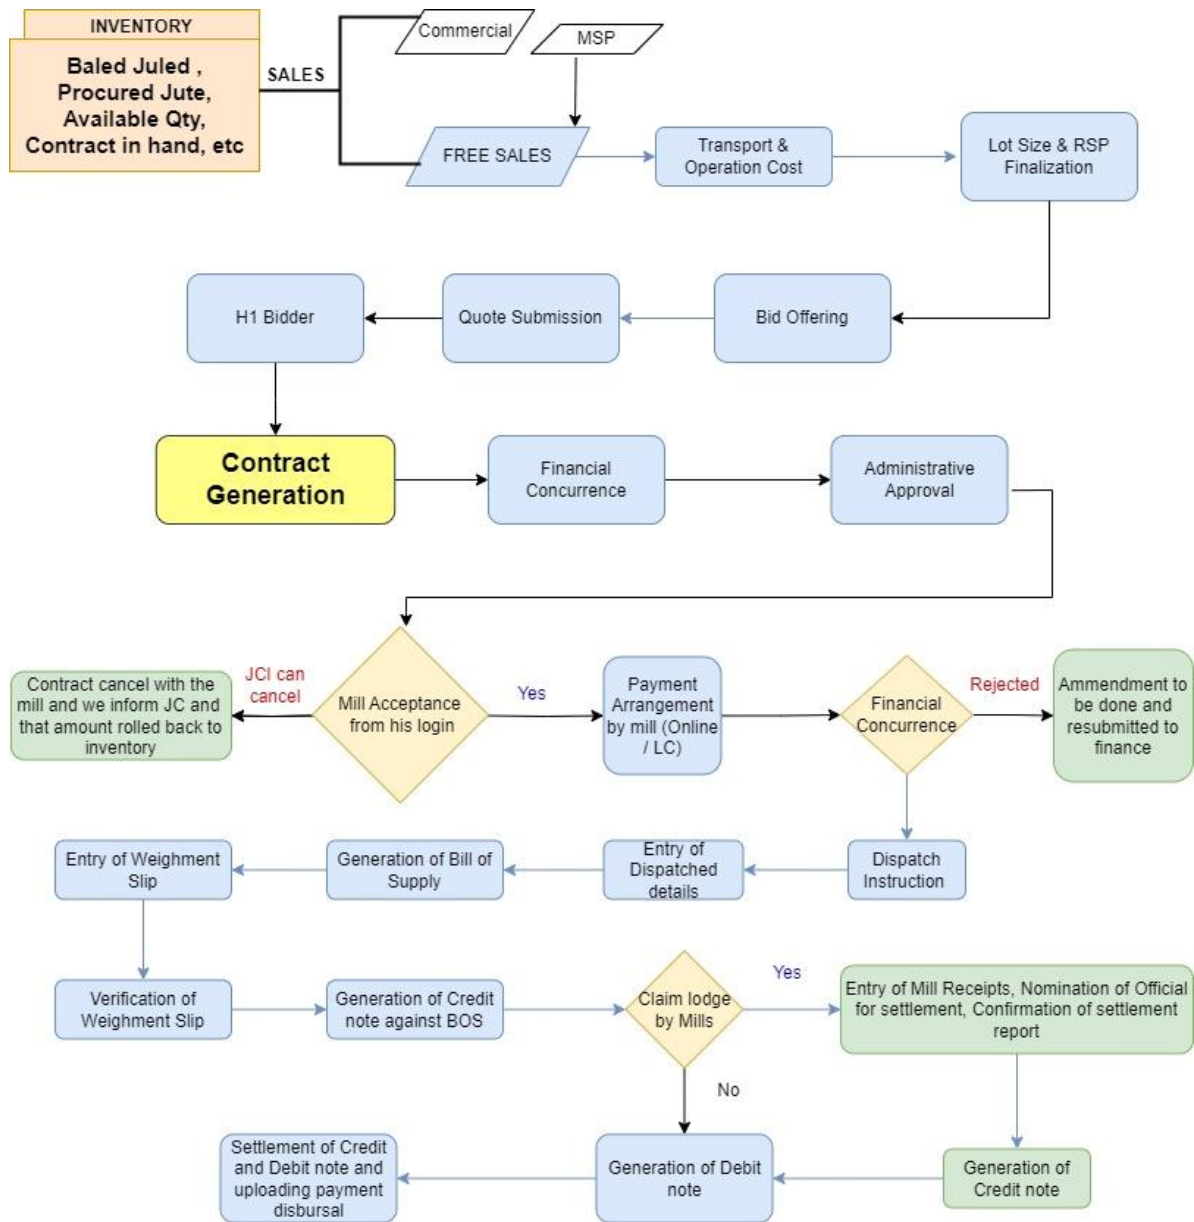 INVENTORY
Baled Juled ,
Procured Jute,
Available Qty,
Contract in hand, etc
SALES
Commercial
MSP
FREE SALES
Transport &
Operation Cost
Lot Size & RSP
Finalization
H1 Bidder
Quote Submission
Bid Offering
Contract
Generation
Financial
Concurrence
Administrative
Approval
Contract cancel with the
mill and we inform JC and
that amount rolled back to
inventory
JCI can
cancel
Mill Acceptance
from his login
Yes
Payment
Arrangement
by mill (Online
/ LC)
Financial
Concurrence
Rejected
Ammendment to
be done and
resubmitted to
finance
Entry of Weighment
Slip
Generation of Bill of
Supply
Entry of
Dispatched
details
Dispatch
Instruction
Verification of
Weighment Slip
Generation of Credit
note against BOS
Claim lodge
by Mills
Yes
Entry of Mill Receipts, Nomination of Official
for settlement, Confirmation of settlement
report
No
Settlement of Credit
and Debit note and
uploading payment
disbursal
Generation of Debit
note
Generation of
Credit note